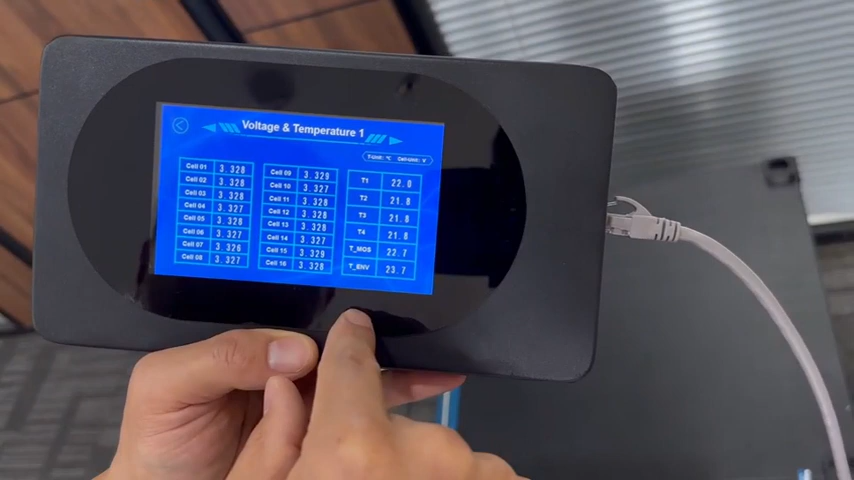 Voltage & Temperature 1
T-Unit: ℃ Cell-Unit: V
Cell 01 3.328
Cell 02 3.328
Cell 03 3.328
Cell 04 3.327
Cell 05 3.328
Cell 06 3.327
Cell 07 3.326
Cell 08 3.327
Cell 09 3.329
Cell 10 3.327
Cell 11 3.328
Cell 12 3.328
Cell 13 3.328
Cell 14 3.327
Cell 15 3.329
Cell 16 3.328
T1 22.0
T2 21.8
T3 21.8
T4 21.8
T_MOS 22.7
T_ENV 23.7